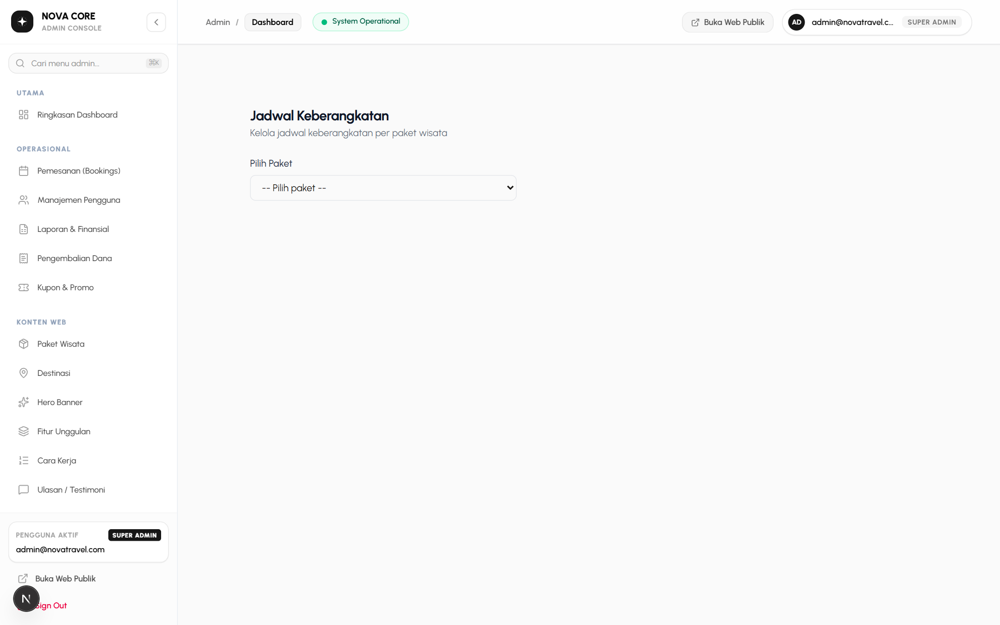 NOVA CORE
ADMIN CONSOLE
Cari menu admin...
⌘K
UTAMA
Ringkasan Dashboard
OPERASIONAL
Pemesanan (Bookings)
Manajemen Pengguna
Laporan & Finansial
Pengembalian Dana
Kupon & Promo
KONTEN WEB
Paket Wisata
Destinasi
Hero Banner
Fitur Unggulan
Cara Kerja
Ulasan / Testimoni
PENGGUNA AKTIF
SUPER ADMIN
admin@novatravel.com
Buka Web Publik
N
Sign Out
Admin / Dashboard
System Operational
Buka Web Publik
AD
admin@novatravel.c...
SUPER ADMIN
Jadwal Keberangkatan
Kelola jadwal keberangkatan per paket wisata
Pilih Paket
-- Pilih paket --